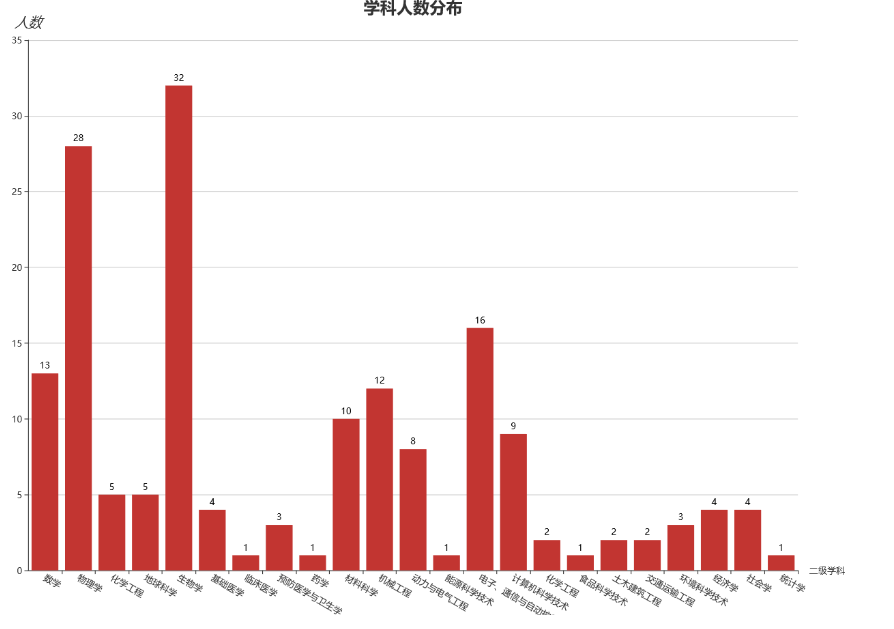 学科人数分布
人数
35
30
25
20
15
10
5
0
13
28
5
5
32
4
1
3
1
10
12
8
1
16
9
2
1
2
2
3
4
4
1
数学
物理学
化学工程
地球科学
生物学
基础医学
临床医学
预防医学与卫生学
药学
材料科学
机械工程
动力与电气工程
能源科学技术
电子、通信与自动
计算机科学技术
化学工程
食品科学技术
土木建筑工程
交通运输工程
环境科学技术
经济学
社会学
统计学
二级学科